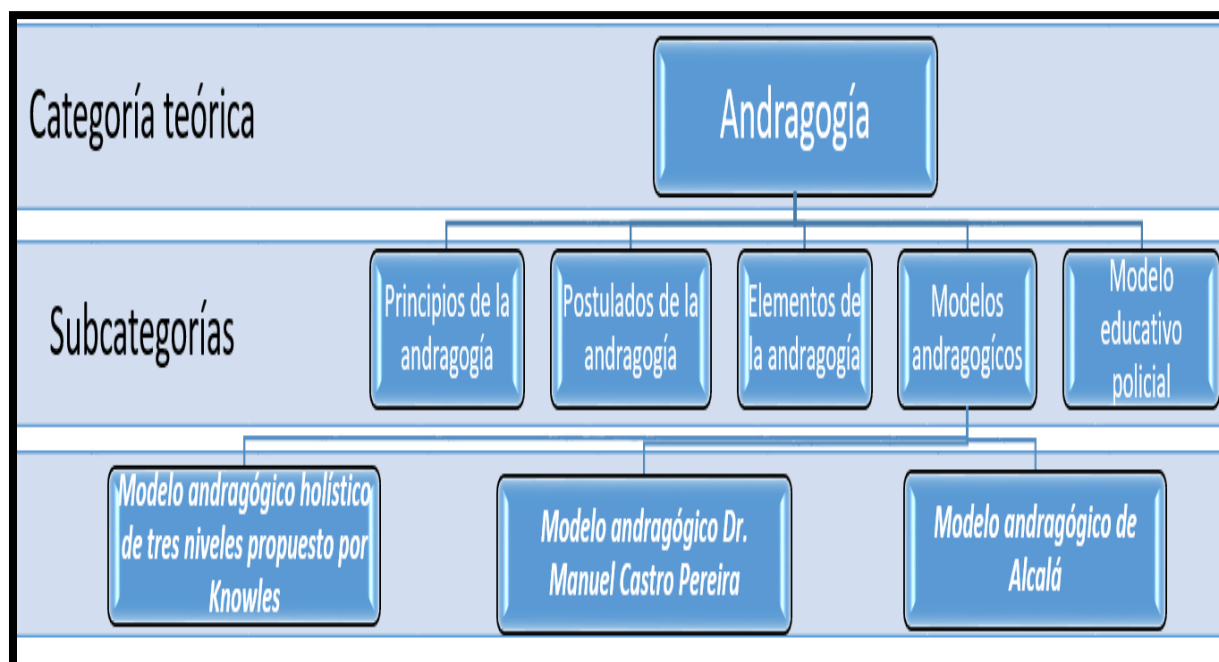 Categoría teórica
Andragogía
Subcategorías
Principios de la
andragogía
Postulados de la
andragogía
Elementos de
la andragogía
Modelos
andragogícos
Modelo
educativo
policial
Modelo andragógico holístico
de tres niveles propuesto por
Knowles
Modelo andragógico Dr.
Manuel Castro Pereira
Modelo andragógico de
Alcalá